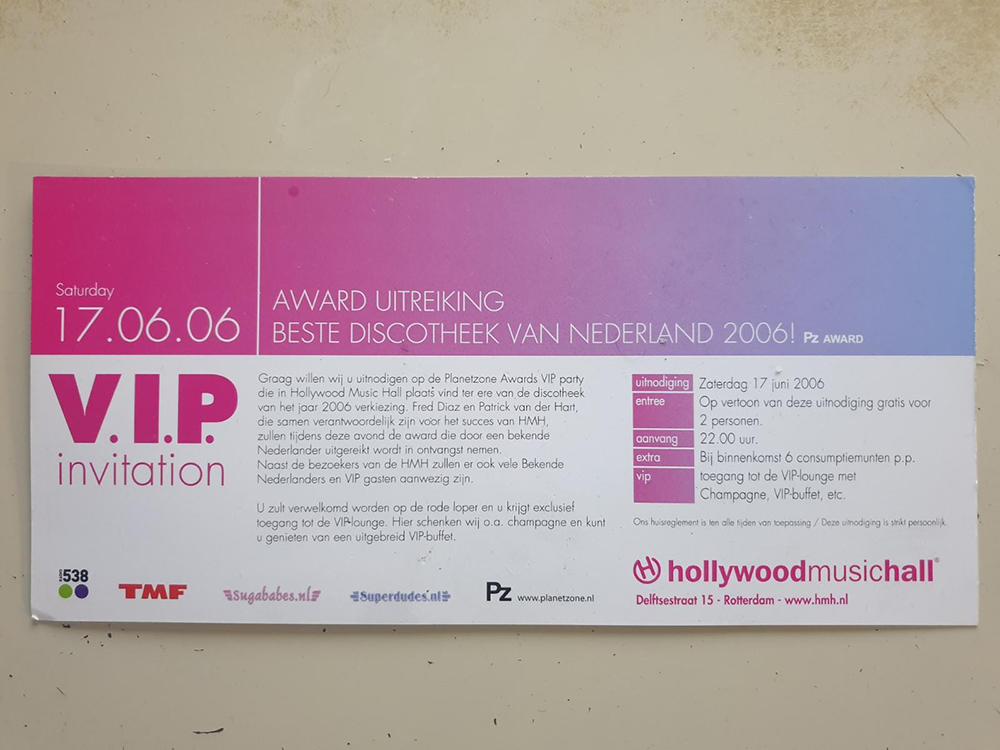 Saturday
17.06.06
AWARD UITREIKING
BESTE DISCOTHEEK VAN NEDERLAND 2006! Pz AWARD
V.I.P.
invitation
Graag willen wij u uitnodigen op de Planetzone Awards VIP party
die in Hollywood Music Hall plaats vind ter ere van de discotheek
van het jaar 2006 verkiezing. Fred Diaz en Patrick van der Hart,
die samen verantwoordelijk zijn voor het succes van HMH,
zullen tijdens deze avond de award die door een bekende
Nederlander uitgereikt wordt in ontvangst nemen.
Naast de bezoekers van de HMH zullen er ook vele Bekende
Nederlanders en VIP gasten aanwezig zijn.
U zult verwelkomd worden op de rode loper en u krijgt exclusief
toegang tot de VIP-lounge. Hier schenken wij o.a. champagne en kunt
u genieten van een uitgebreid VIP-buffet.
uitnodiging Zaterdag 17 juni 2006
entree Op vertoon van deze uitnodiging gratis voor
2 personen.
aanvang 22.00 uur.
extra Bij binnenkomst 6 consumptiemunten p.p.
vip toegang tot de VIP-lounge met
Champagne, VIP-buffet, etc.
Ons huisreglement is ten alle tijden van toepassing / Deze uitnodiging is strikt persoonlijk.
RADIO 538
TMF
Sugababes.nl
Superdudes.nl
Pz www.planetzone.nl
H hollywoodmusichall®
Delftsestraat 15 - Rotterdam - www.hmh.nl